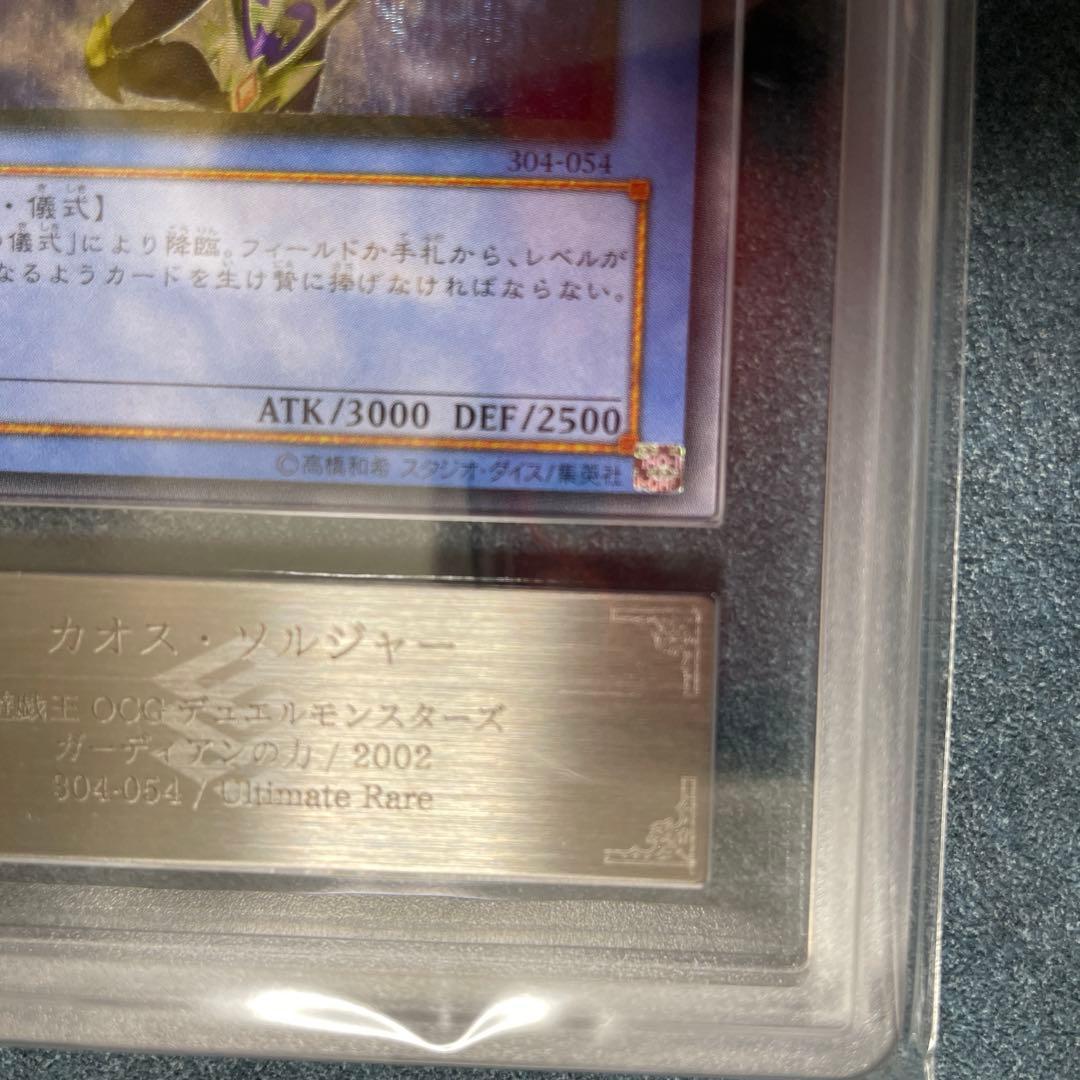 304-054
・儀式】
儀式」により降臨。フィールドか手札から、レベルが
なるようカードを生け贄に捧げなければならない。
ATK/3000 DEF/2500
©高橋和希 スタジオ・ダイス/集英社
カオス・ソルジャー
遊戯王 OCG デュエルモンスターズ
ガーディアンの力 / 2002
304-054 / Ultimate Rare